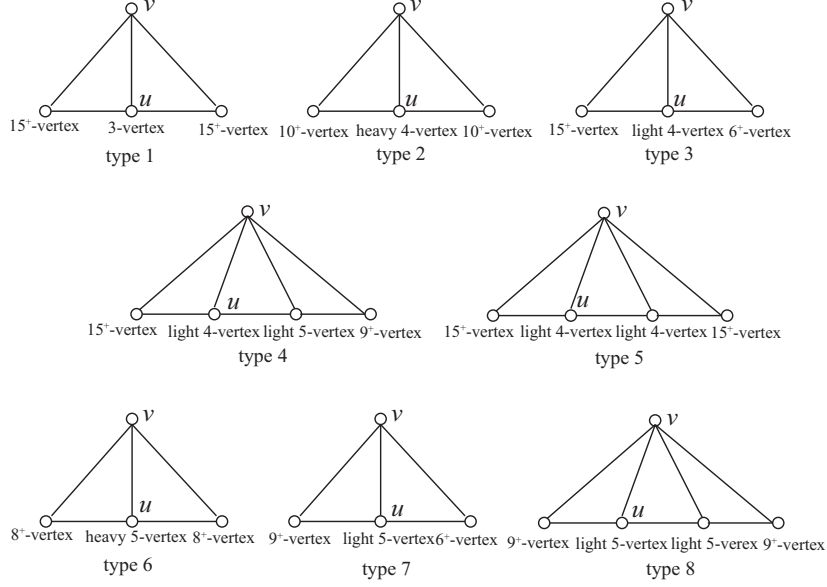 v v v
u u u
15⁺-vertex 3-vertex 15⁺-vertex 10⁺-vertex heavy 4-vertex 10⁺-vertex 15⁺-vertex light 4-vertex 6⁺-vertex
type 1 type 2 type 3
v v
u u
15⁺-vertex light 4-vertex light 5-vertex 9⁺-vertex 15⁺-vertex light 4-vertex light 4-vertex 15⁺-vertex
type 4 type 5
v v v
u u u
8⁺-vertex heavy 5-vertex 8⁺-vertex 9⁺-vertex light 5-vertex 6⁺-vertex 9⁺-vertex light 5-vertex light 5-verex 9⁺-vertex
type 6 type 7 type 8